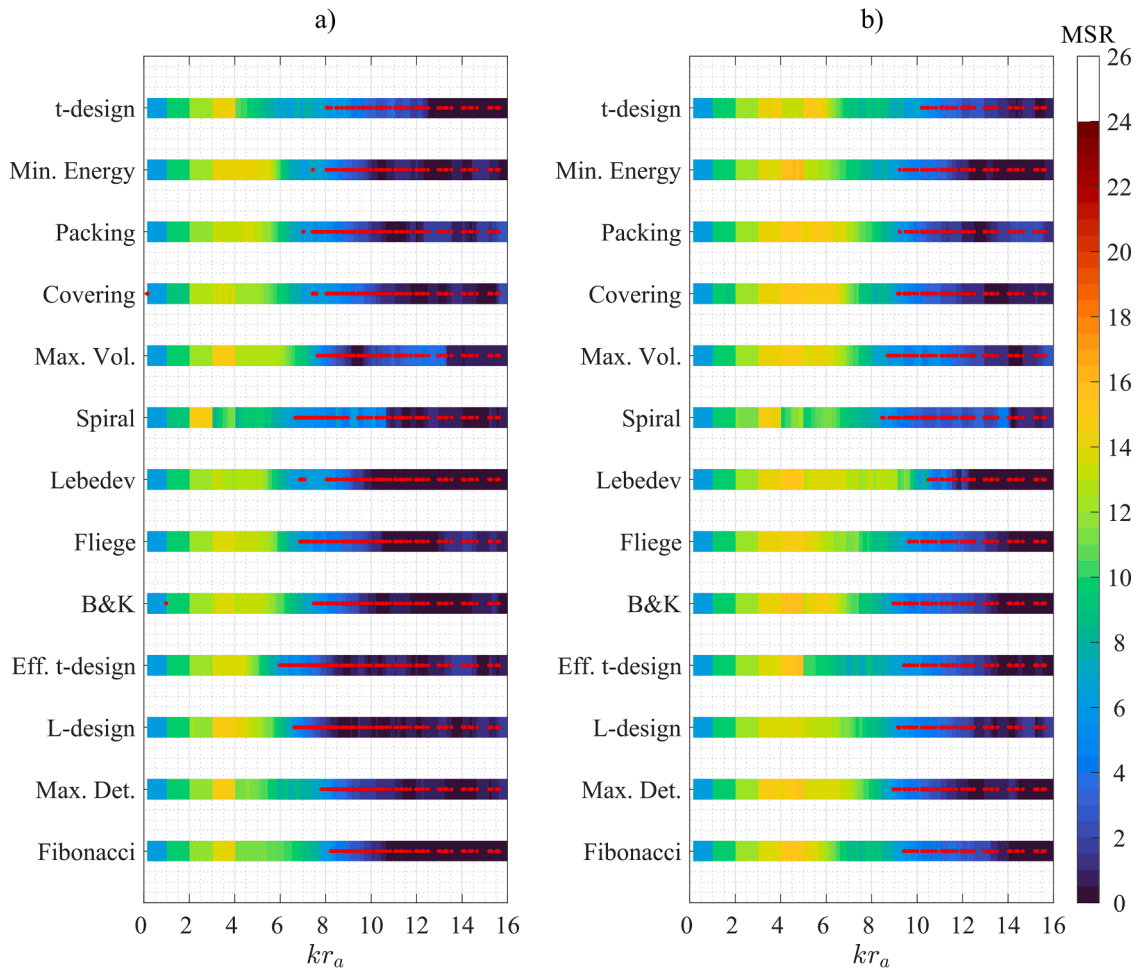 a)
b)
MSR
t-design
Min. Energy
Packing
Covering
Max. Vol.
Spiral
Lebedev
Fliege
B&K
Eff. t-design
L-design
Max. Det.
Fibonacci
0 2 4 6 8 10 12 14 16
kr_a
t-design
Min. Energy
Packing
Covering
Max. Vol.
Spiral
Lebedev
Fliege
B&K
Eff. t-design
L-design
Max. Det.
Fibonacci
0 2 4 6 8 10 12 14 16
kr_a
26
24
22
20
18
16
14
12
10
8
6
4
2
0